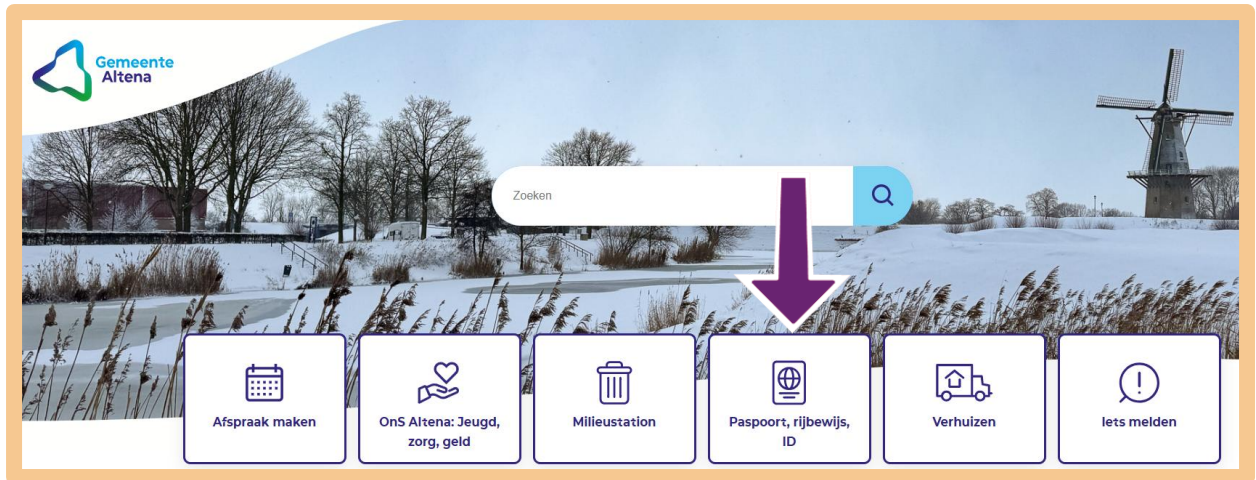 Gemeente
Altena
Zoeken
Afspraak maken
OnS Altena: Jeugd,
zorg, geld
Milieustation
Paspoort, rijbewijs,
ID
Verhuizen
Iets melden